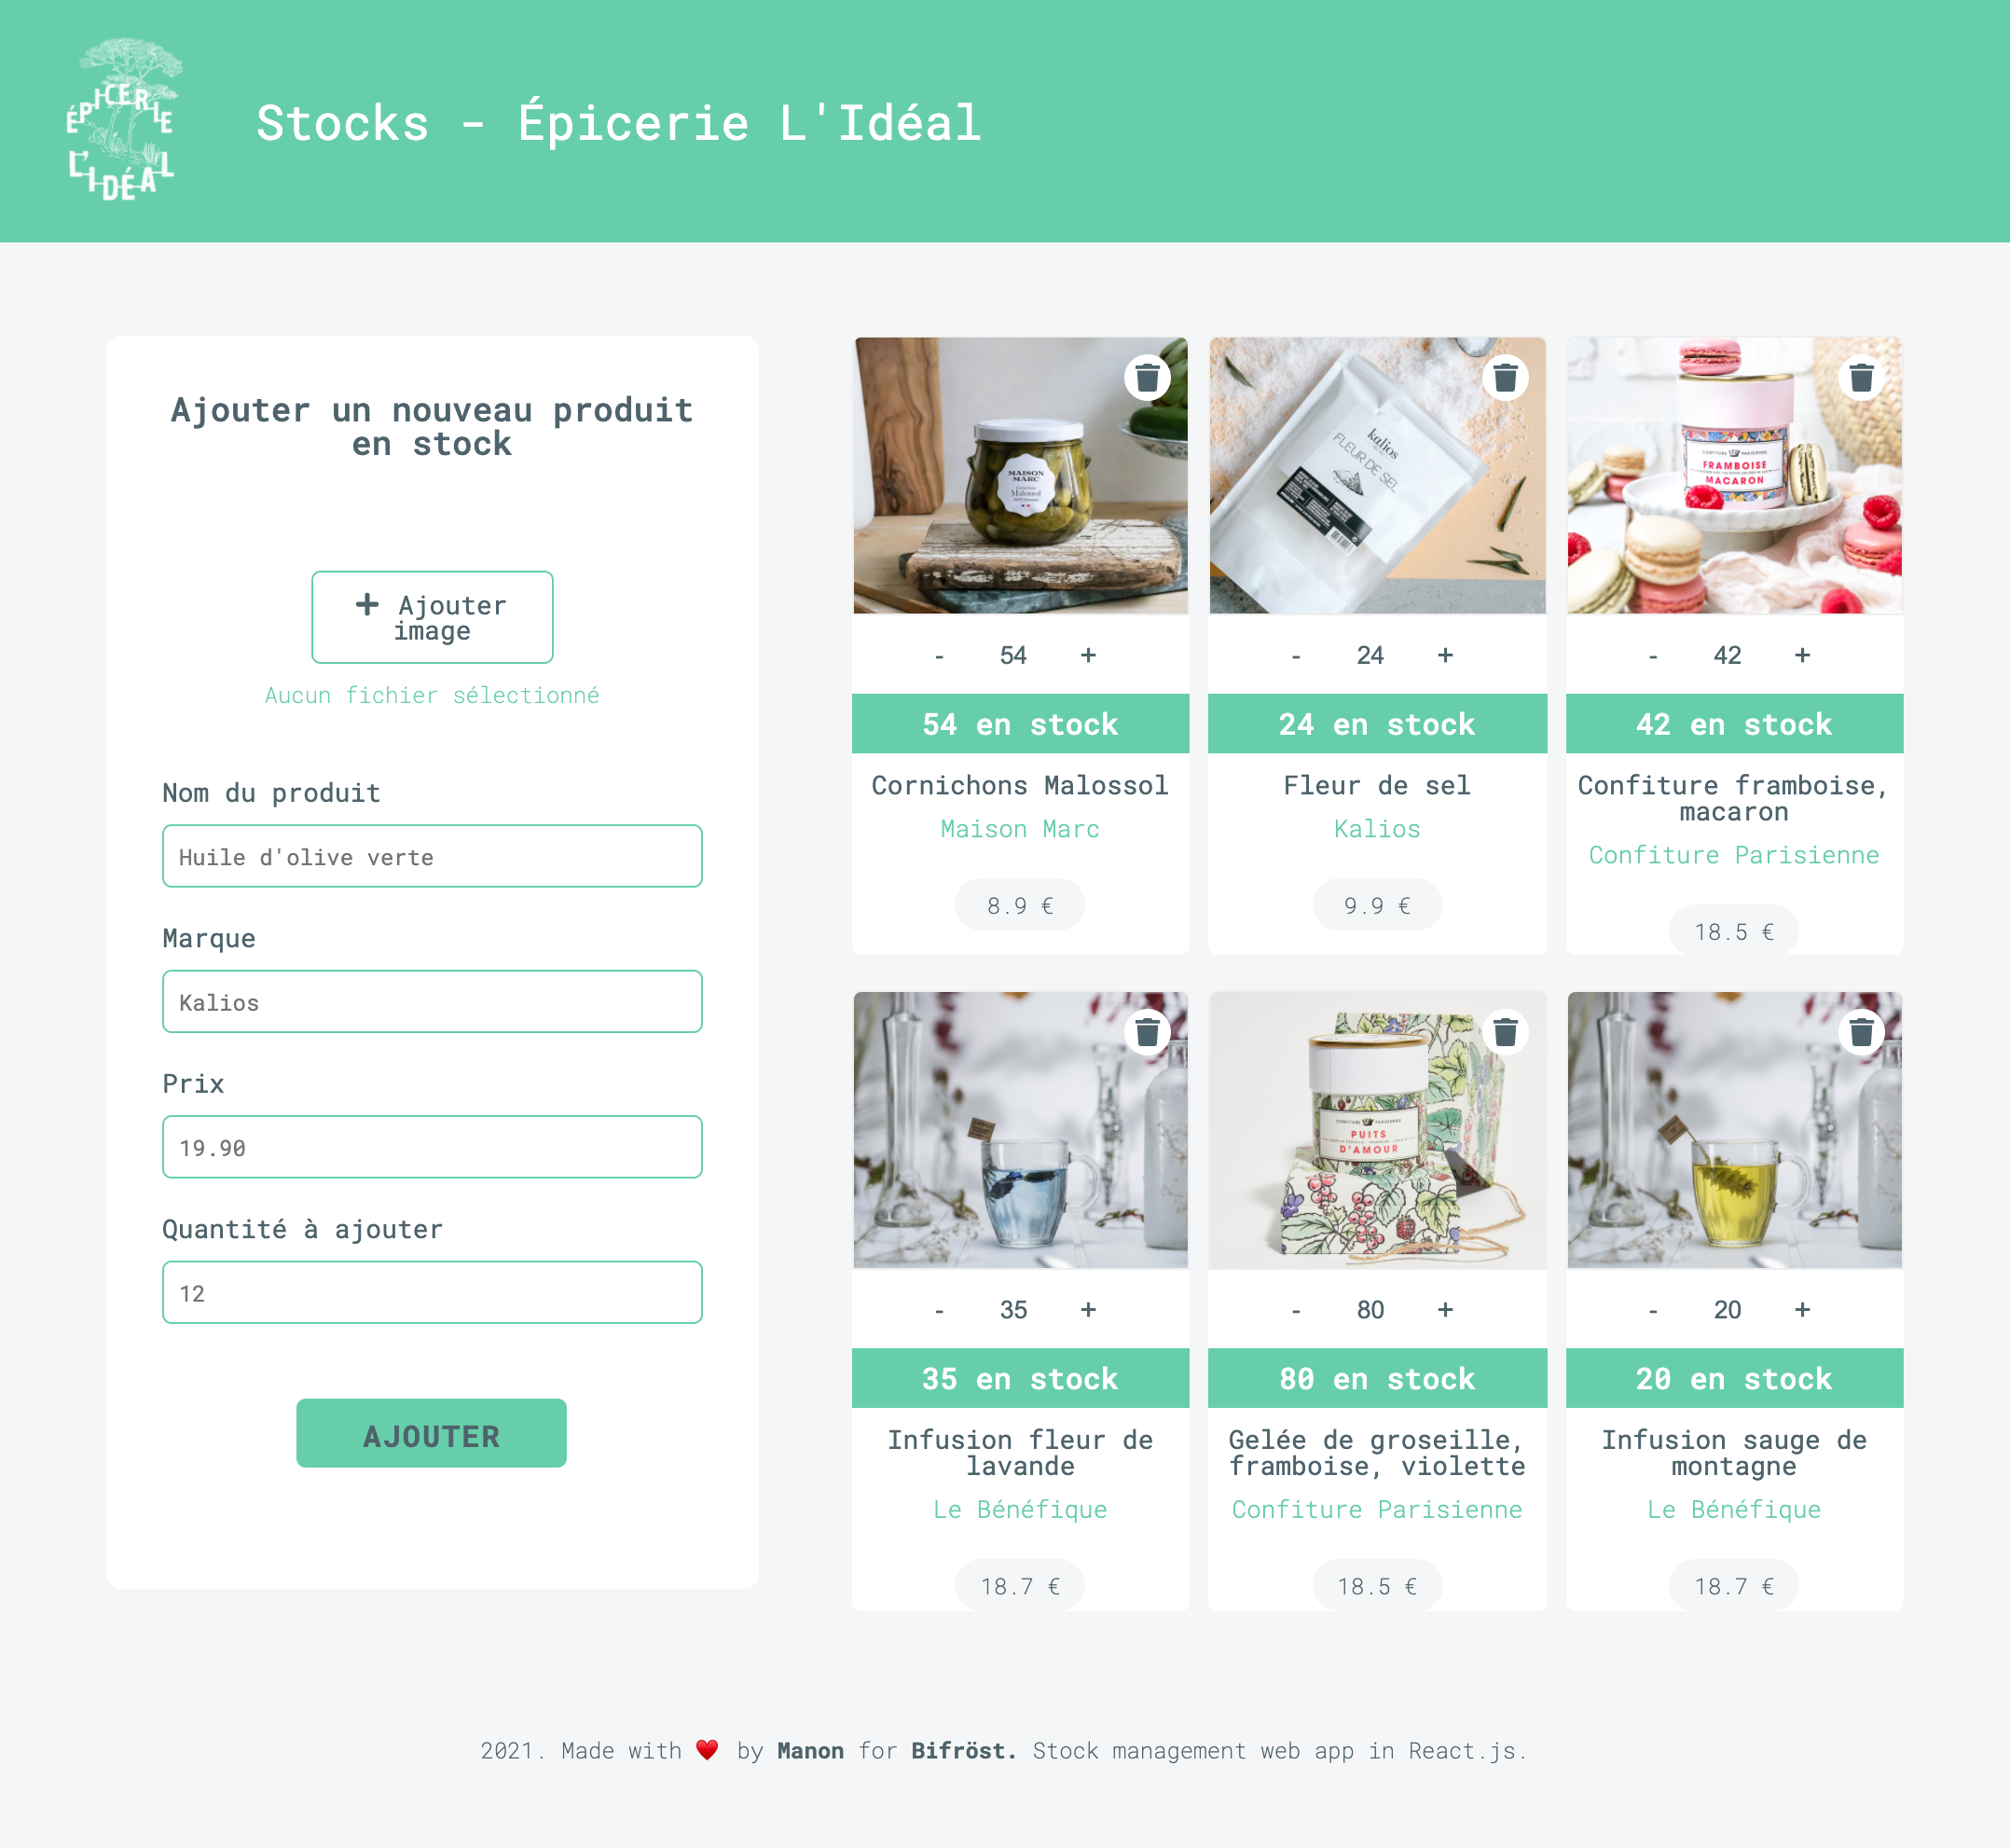 ÉPICERIE
L'IDÉAL
Stocks - Épicerie L'Idéal
Ajouter un nouveau produit
en stock
Ajouter
image
Aucun fichier sélectionné
Nom du produit
Huile d'olive verte
Marque
Kalios
Prix
19.90
Quantité à ajouter
12
AJOUTER
MAISON
MARC
Malossol
- 54 +
54 en stock
Cornichons Malossol
Maison Marc
8.9 €
kalios
FLEUR DE SEL
- 24 +
24 en stock
Fleur de sel
Kalios
9.9 €
CONFITURE PARISIENNE
FRAMBOISE
MACARON
- 42 +
42 en stock
Confiture framboise,
macaron
Confiture Parisienne
18.5 €
- 35 +
35 en stock
Infusion fleur de
lavande
Le Bénéfique
18.7 €
CONFITURE PARISIENNE
PUITS
D'AMOUR
- 80 +
80 en stock
Gelée de groseille,
framboise, violette
Confiture Parisienne
18.5 €
- 20 +
20 en stock
Infusion sauge de
montagne
Le Bénéfique
18.7 €
2021. Made with ❤️ by Manon for Bifröst. Stock management web app in React.js.